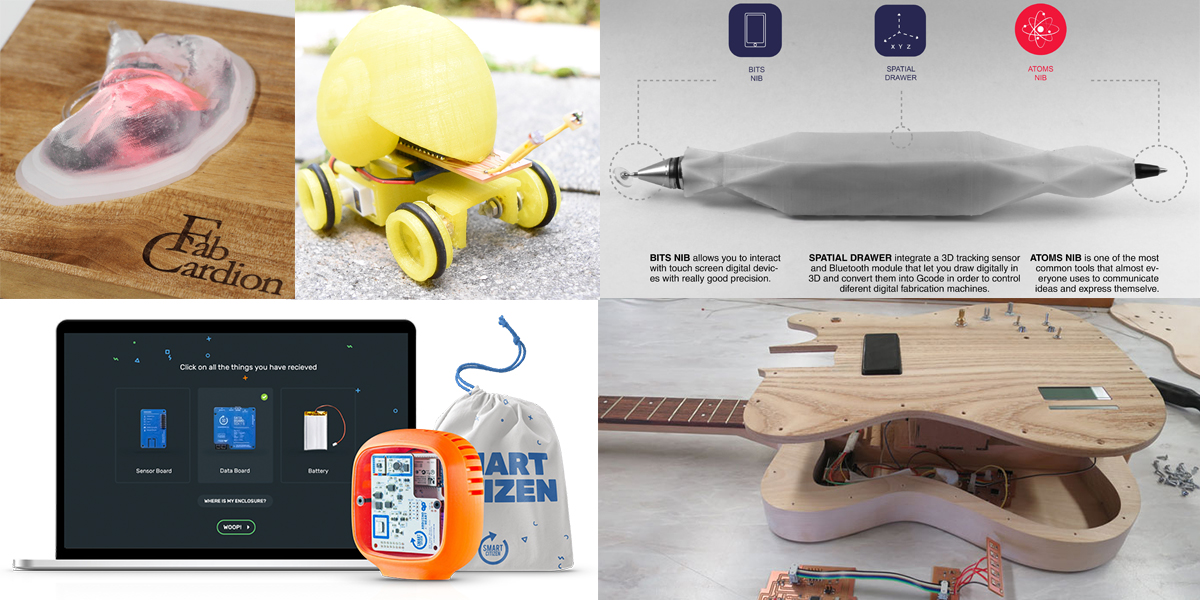 Fab
Cardion
BITS
NIB
X Y Z
SPATIAL
DRAWER
ATOMS
NIB
BITS NIB allows you to interact
with touch screen digital devic-
es with really good precision.
SPATIAL DRAWER integrate a 3D tracking sensor
and Bluetooth module that let you draw digitally in
3D and convert them into Gcode in order to control
diferent digital fabrication machines.
ATOMS NIB is one of the most
common tools that almost ev-
eryone uses to communicate
ideas and express themselve.
Click on all the things you have recieved
Sensor Board
Data Board
Battery
WHERE IS MY ENCLOSURE?
WOOP!
MART
IZEN
SMART
CITIZEN